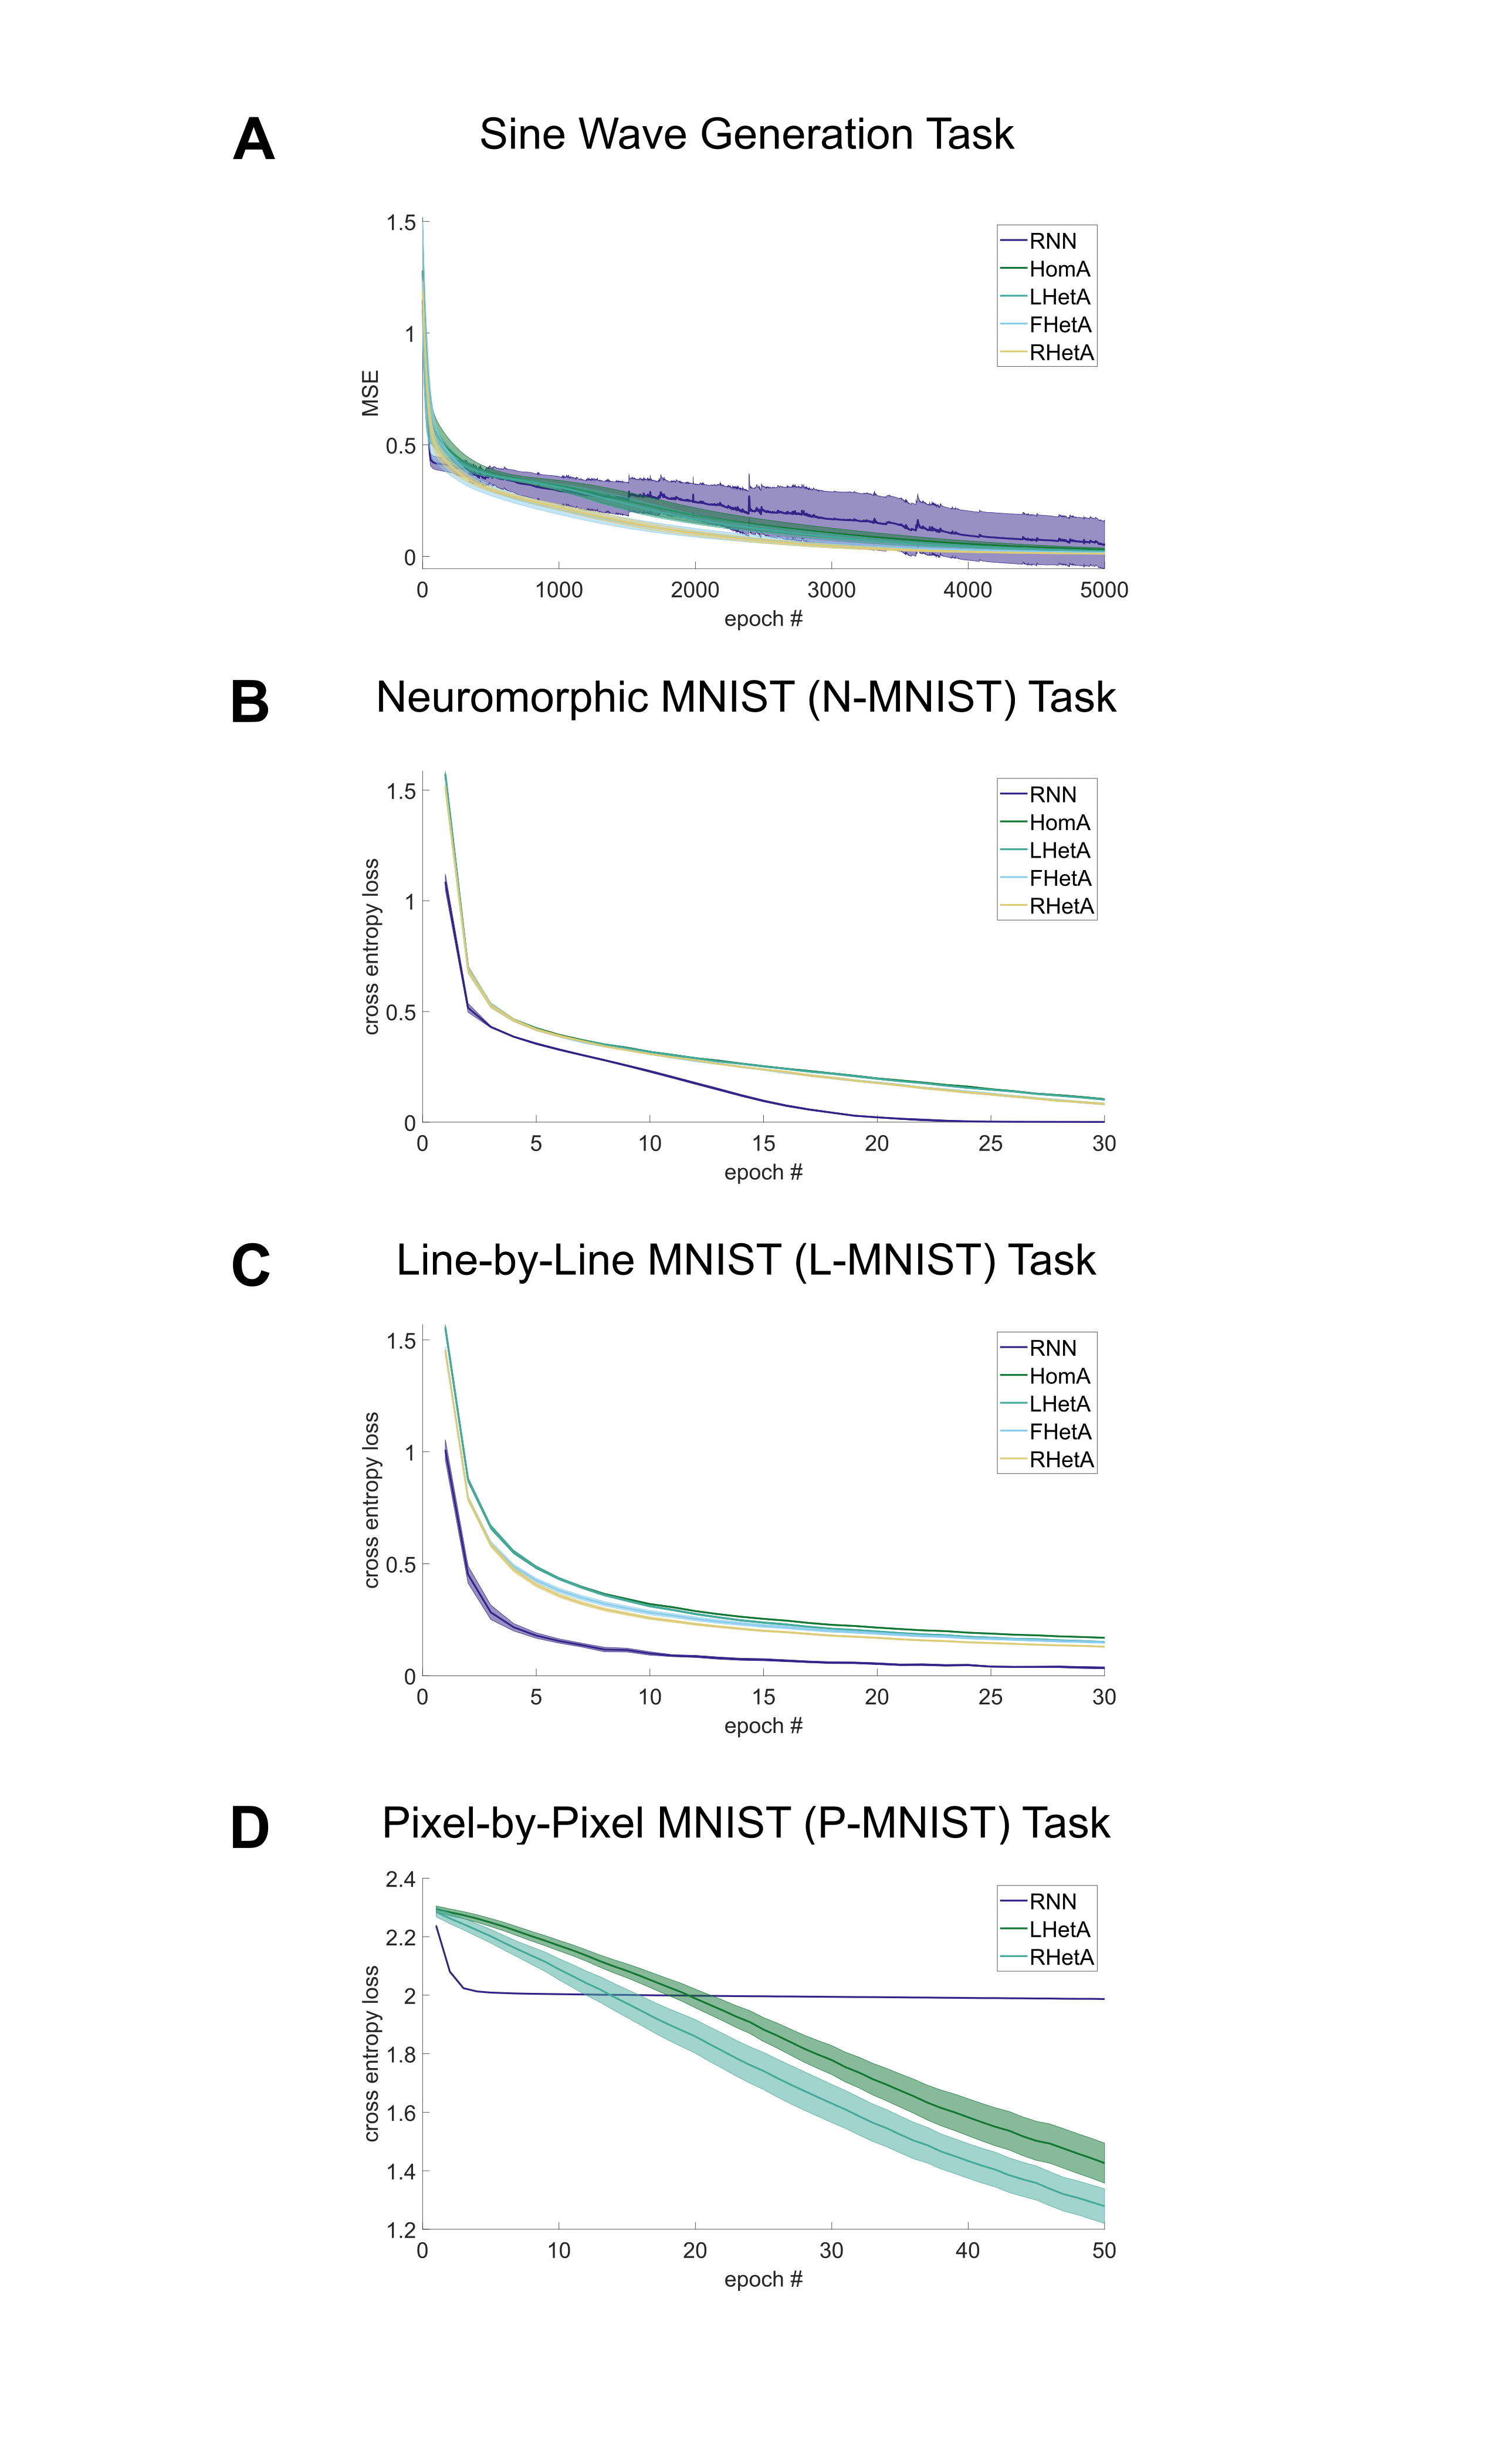 A
Sine Wave Generation Task
1.5
1
0.5
0
MSE
0 1000 2000 3000 4000 5000
epoch #
RNN
HomA
LHetA
FHetA
RHetA
B
Neuromorphic MNIST (N-MNIST) Task
1.5
1
0.5
0
cross entropy loss
0 5 10 15 20 25 30
epoch #
RNN
HomA
LHetA
FHetA
RHetA
C
Line-by-Line MNIST (L-MNIST) Task
1.5
1
0.5
0
cross entropy loss
0 5 10 15 20 25 30
epoch #
RNN
HomA
LHetA
FHetA
RHetA
D
Pixel-by-Pixel MNIST (P-MNIST) Task
2.4
2.2
2
1.8
1.6
1.4
1.2
cross entropy loss
0 10 20 30 40 50
epoch #
RNN
LHetA
RHetA